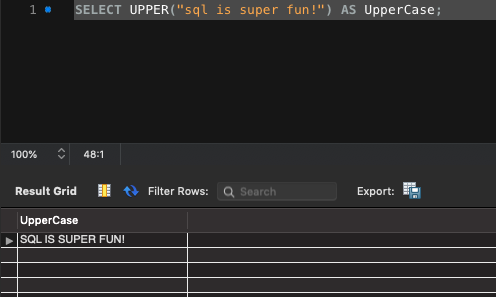 1 SELECT UPPER("sql is super fun!") AS UpperCase;
100% 48:1
Result Grid Filter Rows: Search Export:
UpperCase
SQL IS SUPER FUN!